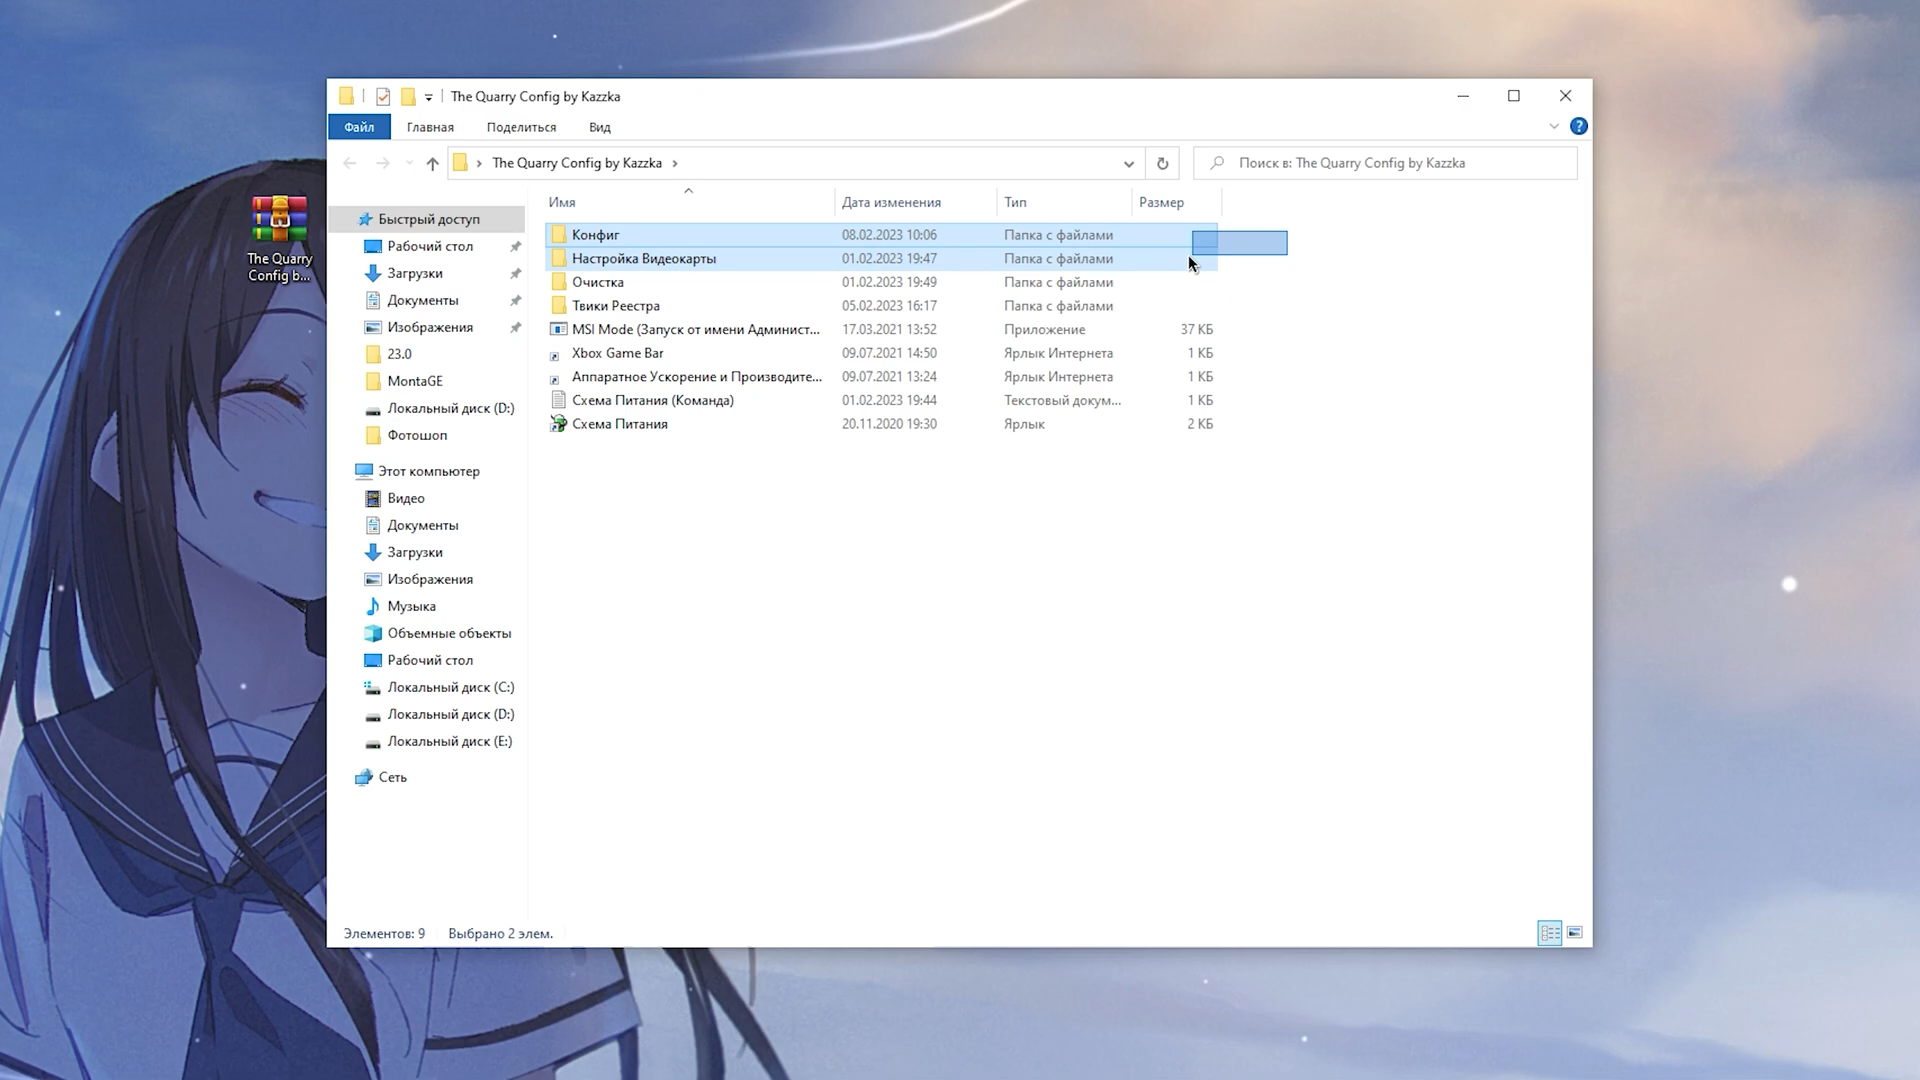 The Quarry Config by Kazzka
Файл Главная Поделиться Вид
The Quarry Config by Kazzka
Поиск в: The Quarry Config by Kazzka
The Quarry
Config b...
Быстрый доступ
Рабочий стол
Загрузки
Документы
Изображения
23.0
MontaGE
Локальный диск (D:)
Фотошоп
Этот компьютер
Видео
Документы
Загрузки
Изображения
Музыка
Объемные объекты
Рабочий стол
Локальный диск (C:)
Локальный диск (D:)
Локальный диск (E:)
Сеть
Имя Дата изменения Тип Размер
Конфиг 08.02.2023 10:06 Папка с файлами
Настройка Видеокарты 01.02.2023 19:47 Папка с файлами
Очистка 01.02.2023 19:49 Папка с файлами
Твики Реестра 05.02.2023 16:17 Папка с файлами
MSI Mode (Запуск от имени Админист... 17.03.2021 13:52 Приложение 37 КБ
Xbox Game Bar 09.07.2021 14:50 Ярлык Интернета 1 КБ
Аппаратное Ускорение и Производите... 09.07.2021 13:24 Ярлык Интернета 1 КБ
Схема Питания (Команда) 01.02.2023 19:44 Текстовый докум... 1 КБ
Схема Питания 20.11.2020 19:30 Ярлык 2 КБ
Элементов: 9 Выбрано 2 элем.